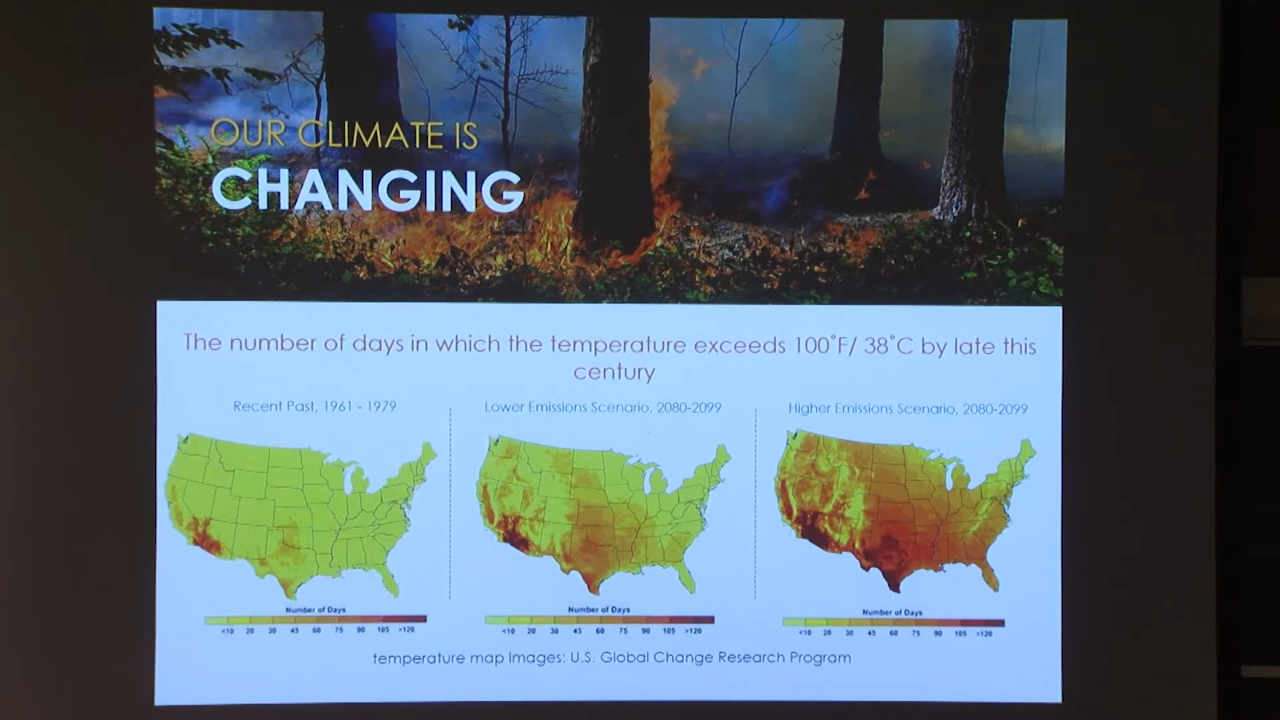 OUR CLIMATE IS
CHANGING
The number of days in which the temperature exceeds 100˚F/ 38˚C by late this
century
Recent Past, 1961 - 1979
Lower Emissions Scenario, 2080-2099
Higher Emissions Scenario, 2080-2099
Number of Days
<10 20 30 45 60 75 90 105 >120
Number of Days
<10 20 30 45 60 75 90 105 >120
Number of Days
<10 20 30 45 60 75 90 105 >120
temperature map images: U.S. Global Change Research Program